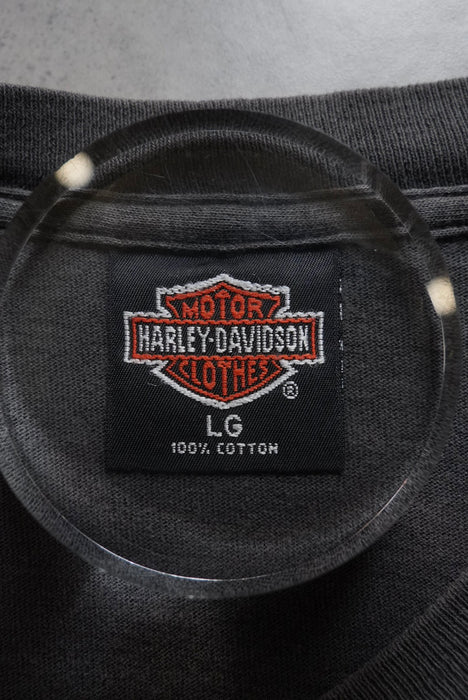 MOTOR
HARLEY-DAVIDSON
CLOTHES
®
LG
100% COTTON